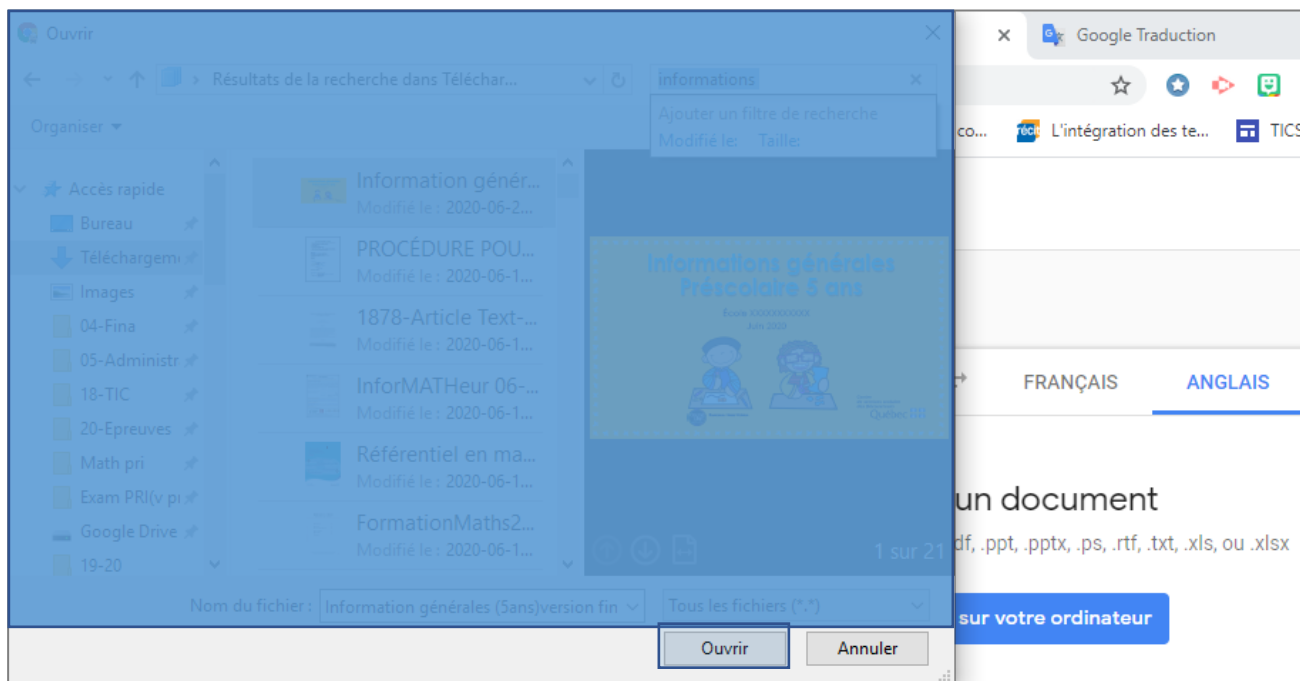 Ouvrir
Résultats de la recherche dans Téléchar...
informations
Organiser
Ajouter un filtre de recherche
Modifié le: Taille:
Accès rapide
Bureau
Téléchargem
Images
04-Fina
05-Administr
18-TIC
20-Epreuves
Math pri
Exam PRI(v pi
Google Drive
19-20
Information génér...
Modifié le : 2020-06-2...
PROCÉDURE POU...
Modifié le : 2020-06-1...
1878-Article Text-...
Modifié le : 2020-06-1...
InforMATHeur 06-...
Modifié le : 2020-06-1...
Référentiel en ma...
Modifié le : 2020-06-1...
FormationMaths2...
Modifié le : 2020-06-1...
Informations générales
Préscolaire 5 ans
École XXXXXXXXXXX
Juin 2020
Québec
1 sur 21
Nom du fichier : Information générales (5ans)version fin Tous les fichiers (*.*)
Ouvrir Annuler
Google Traduction
co... récit L'intégration des te... TICS
FRANÇAIS ANGLAIS
un document
df, .ppt, .pptx, .ps, .rtf, .txt, .xls, ou .xlsx
sur votre ordinateur